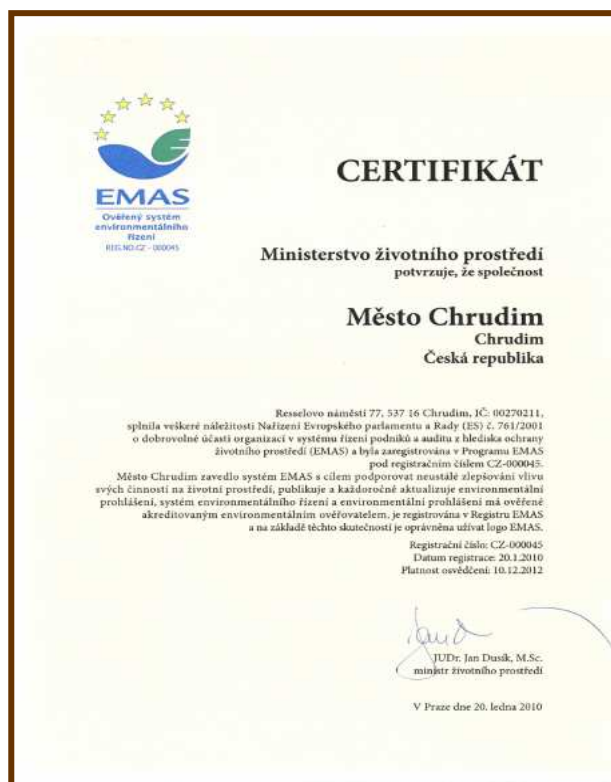 EMAS
Ověřený systém
environmentálního
řízení
REG.NO.CZ - 000045
CERTIFIKÁT
Ministerstvo životního prostředí
potvrzuje, že společnost
Město Chrudim
Chrudim
Česká republika
Resselovo náměstí 77, 537 16 Chrudim, IČ: 00270211,
splnila veškeré náležitosti Nařízení Evropského parlamentu a Rady (ES) č. 761/2001
o dobrovolné účasti organizací v systému řízení podniků a auditu z hlediska ochrany
životního prostředí (EMAS) a byla zaregistrována v Programu EMAS
pod registračním číslem CZ-000045.
Město Chrudim zavedlo systém EMAS s cílem podporovat neustálé zlepšování vlivu
svých činností na životní prostředí, publikuje a každoročně aktualizuje environmentální
prohlášení, systém environmentálního řízení a environmentální prohlášení má ověřené
akreditovaným environmentálním ověřovatelem, je registrována v Registru EMAS
a na základě těchto skutečností je oprávněna užívat logo EMAS.
Registrační číslo: CZ-000045
Datum registrace: 20.1.2010
Platnost osvědčení: 10.12.2012
JUDr. Jan Dusík, M.Sc.
ministr životního prostředí
V Praze dne 20. ledna 2010